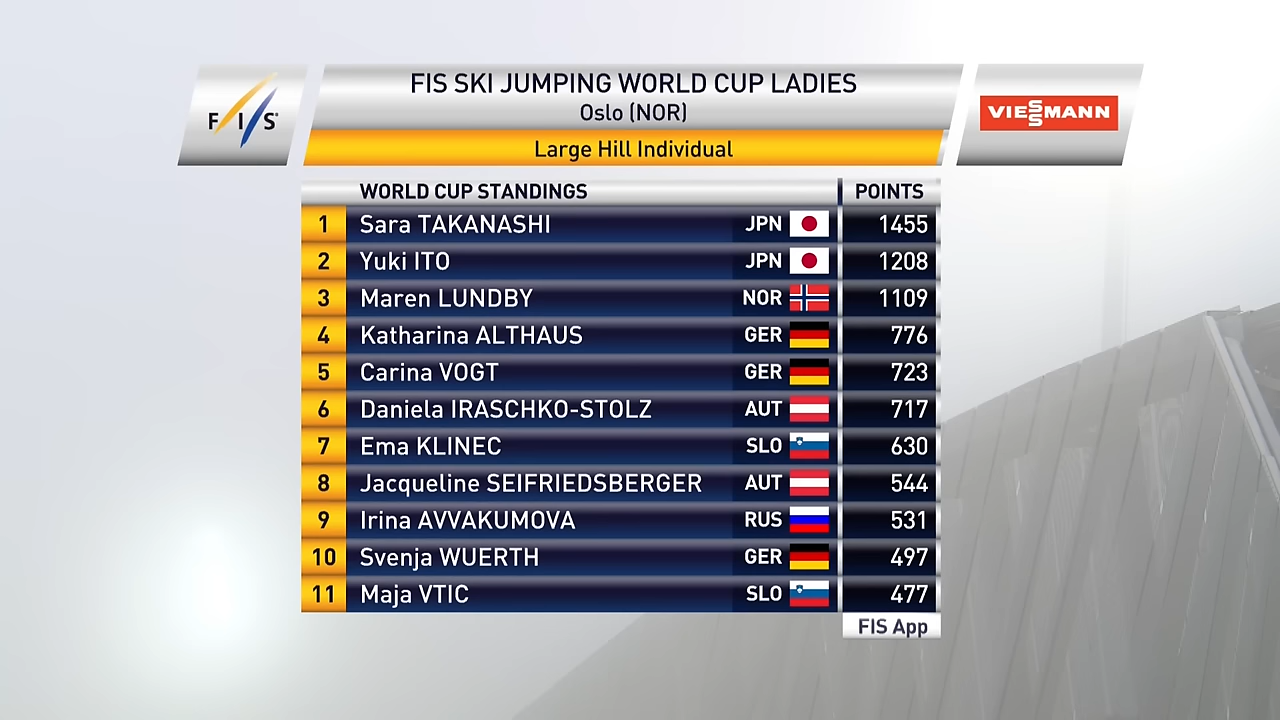 FIS
FIS SKI JUMPING WORLD CUP LADIES
Oslo (NOR)
Large Hill Individual
VIESSMANN
WORLD CUP STANDINGS POINTS
1 Sara TAKANASHI JPN 1455
2 Yuki ITO JPN 1208
3 Maren LUNDBY NOR 1109
4 Katharina ALTHAUS GER 776
5 Carina VOGT GER 723
6 Daniela IRASCHKO-STOLZ AUT 717
7 Ema KLINEC SLO 630
8 Jacqueline SEIFRIEDSBERGER AUT 544
9 Irina AVVAKUMOVA RUS 531
10 Svenja WUERTH GER 497
11 Maja VTIC SLO 477
FIS App